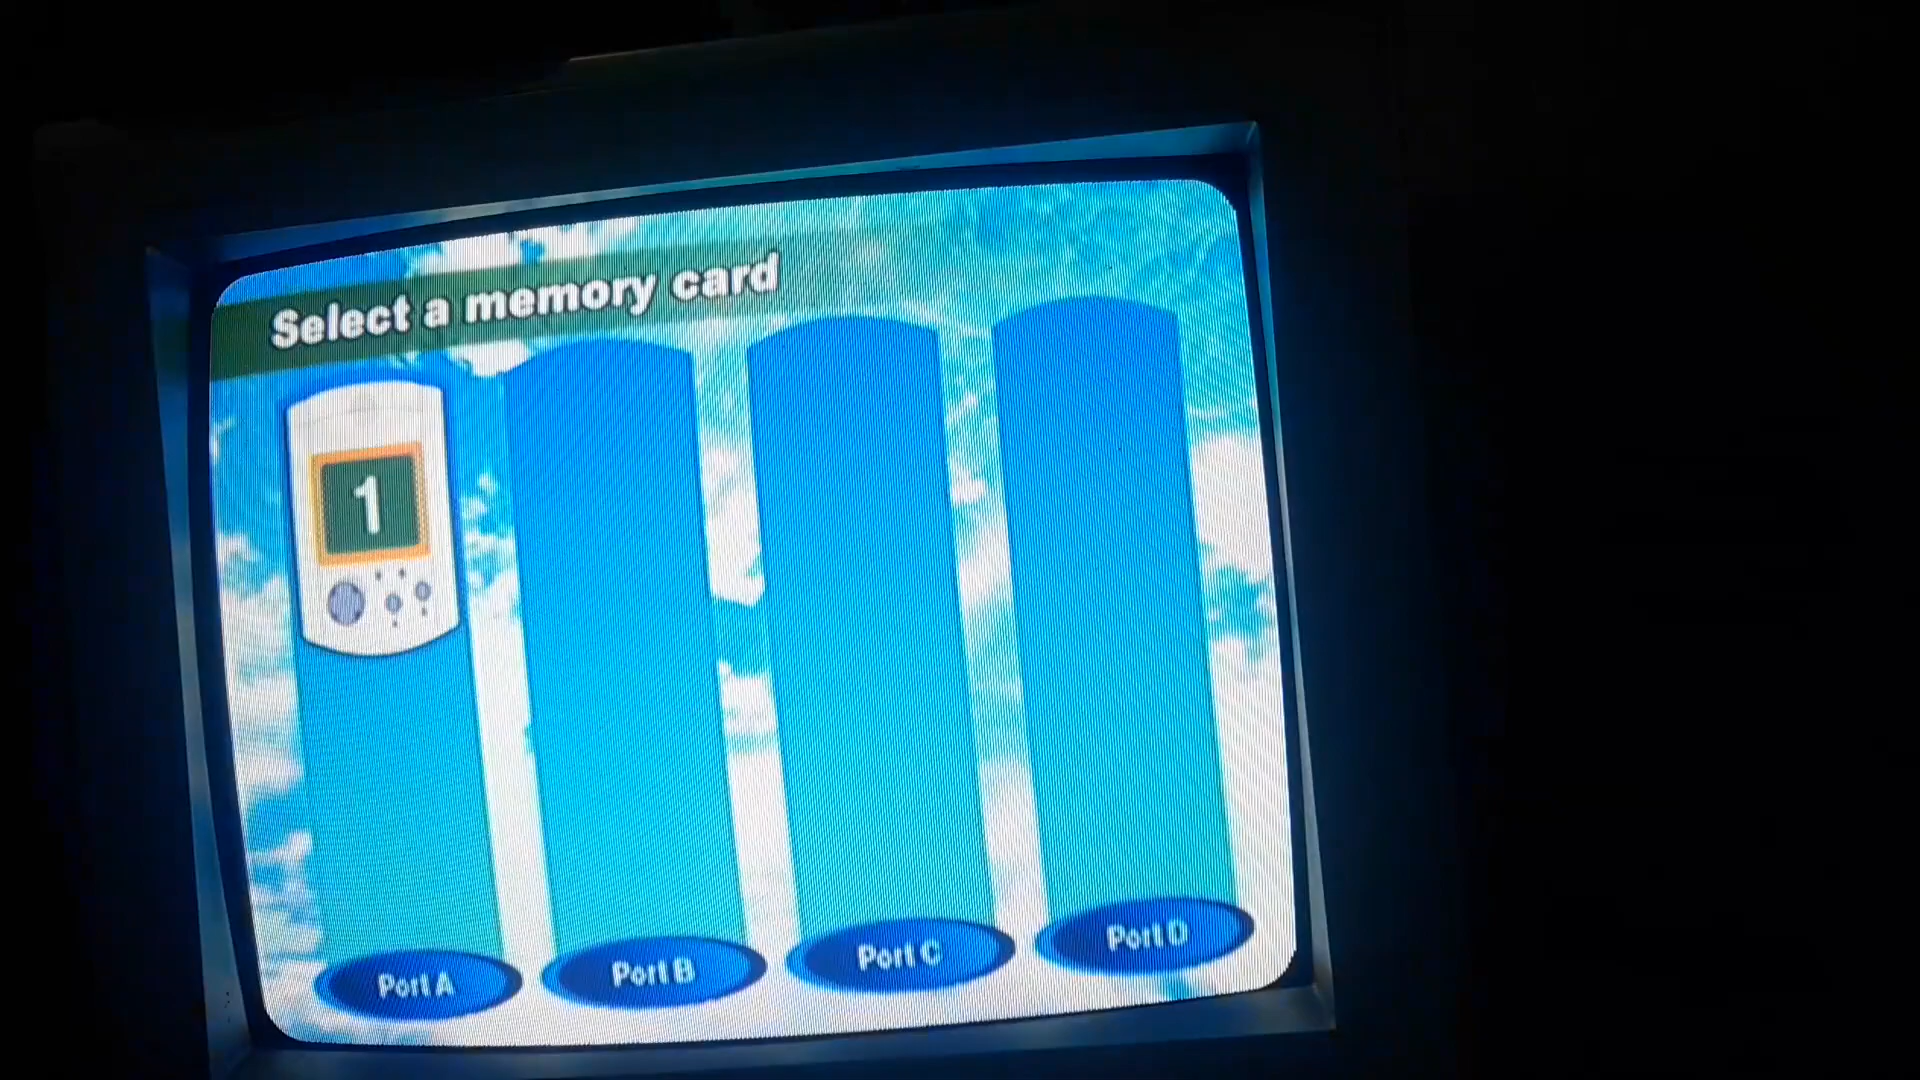 Select a memory card
1
Port A
Port B
Port C
Port D